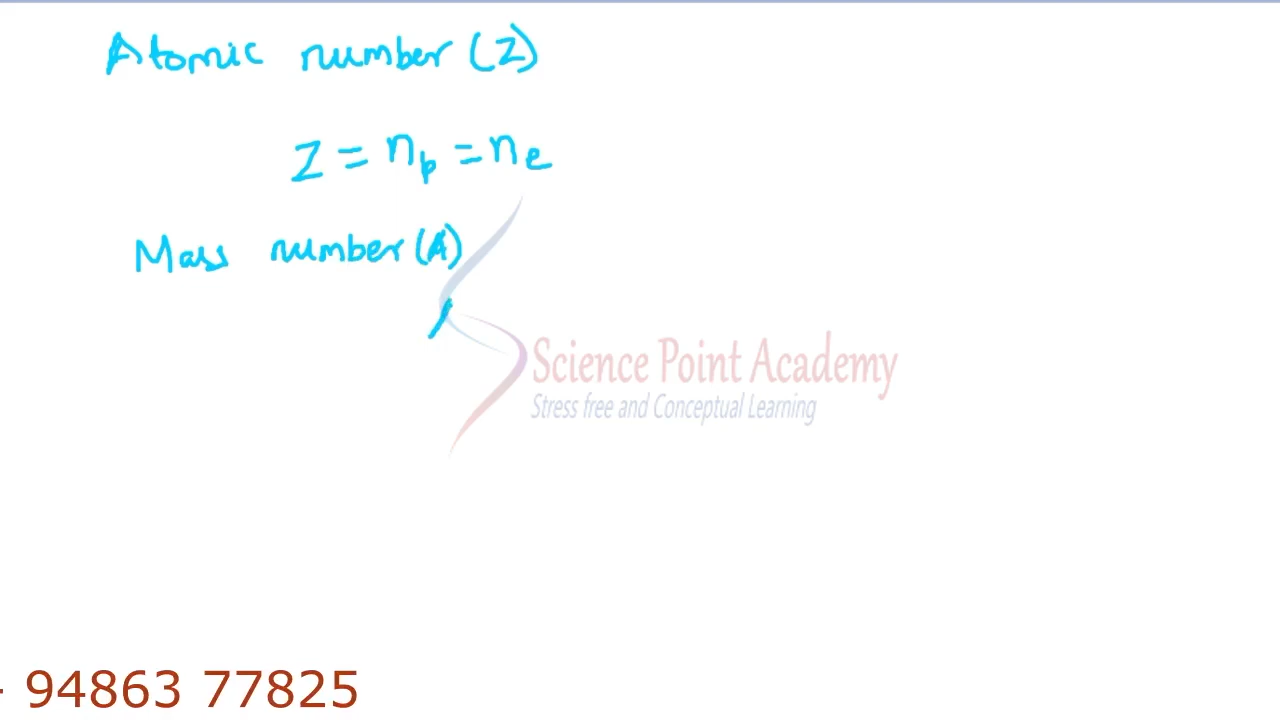 Atomic number (Z)
Z = np = ne
Mass number (A)
Science Point Academy
Stress free and Conceptual Learning
- 94863 77825